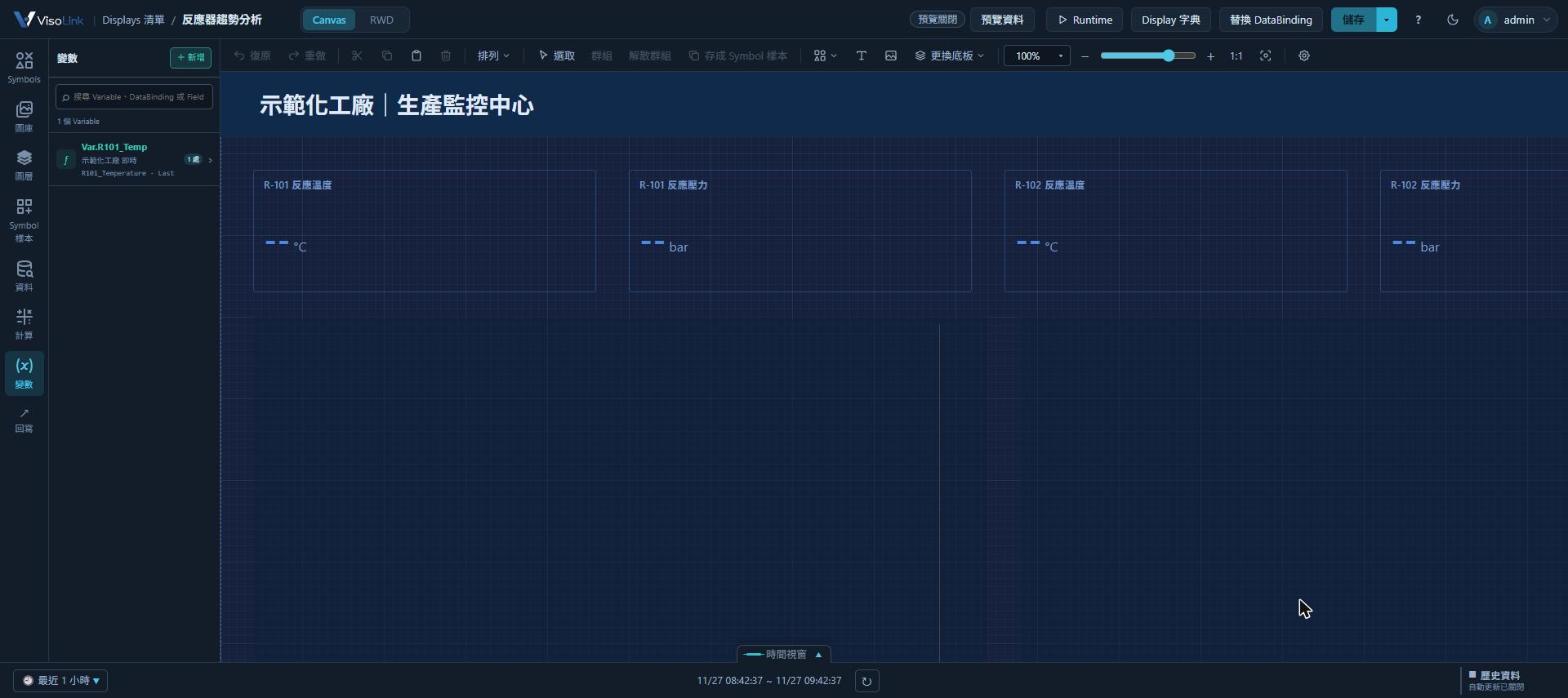 VisoLink
Displays 清單 / 反應器趨勢分析
Canvas
RWD
預覽關閉
預覽資料
Runtime
Display 字典
替換 DataBinding
儲存
?
A admin
Symbols
圖庫
圖層
Symbol
樣本
資料
計算
(x)
變數
回寫
變數
+ 新增
搜尋 Variable、DataBinding 或 Field
1 個 Variable
ƒ
Var.R101_Temp
示範化工廠 即時
R101_Temperature · Last
1 處
復原
重做
排列
選取
群組
解散群組
存成 Symbol 樣本
更換底板
100%
1:1
示範化工廠｜生產監控中心
R-101 反應溫度
-- °C
R-101 反應壓力
-- bar
R-102 反應溫度
-- °C
R-102 反應壓力
-- bar
時間視窗
最近 1 小時
11/27 08:42:37 ~ 11/27 09:42:37
歷史資料
自動更新已關閉